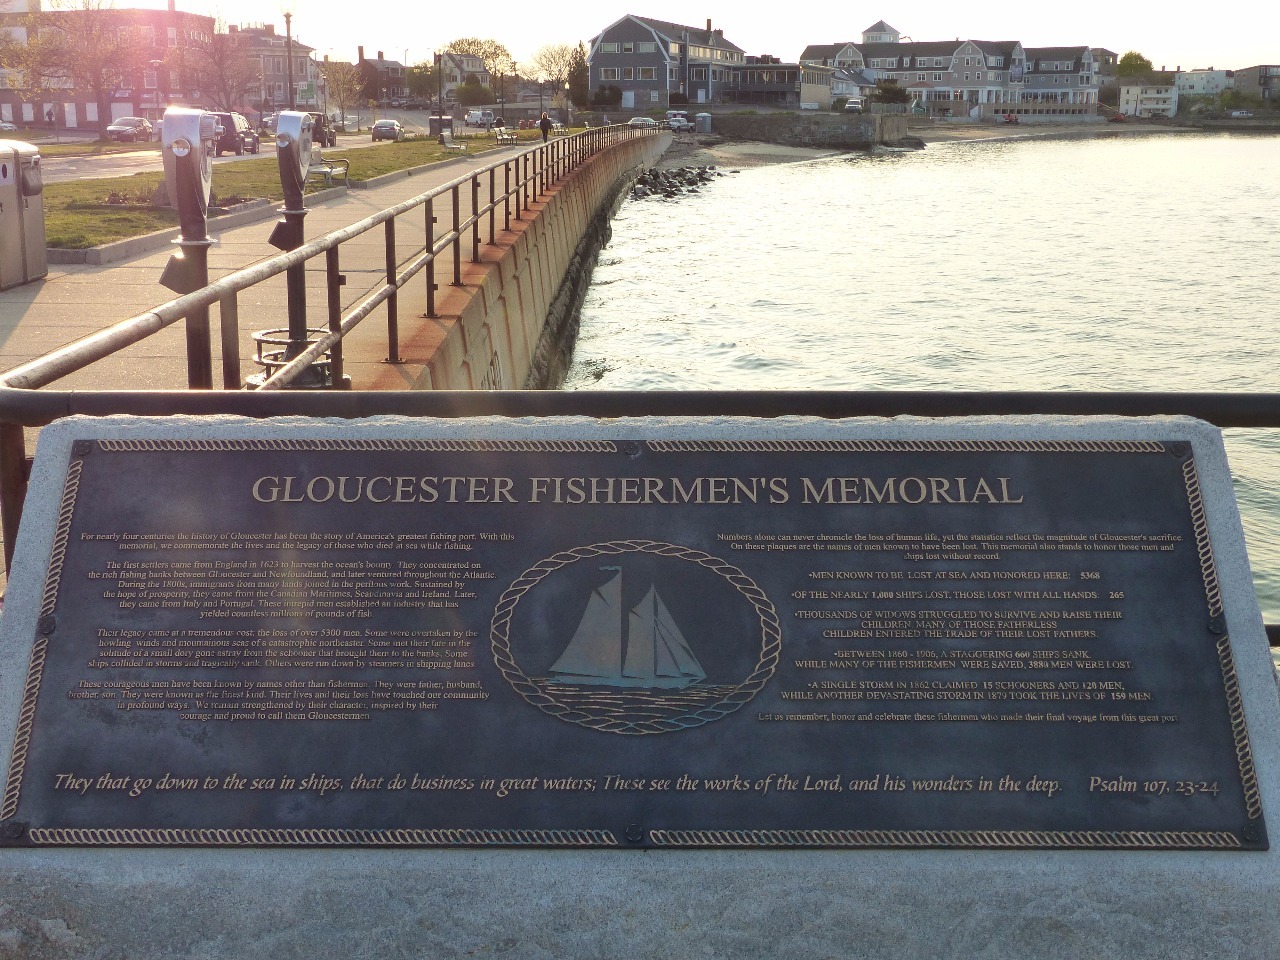 GLOUCESTER FISHERMEN'S MEMORIAL
For nearly four centuries the history of Gloucester has been the story of America's greatest fishing port. With this
memorial, we commemorate the lives and the legacy of those who died at sea while fishing.
The first settlers came from England in 1623 to harvest the ocean's bounty. They concentrated on
the rich fishing banks between Gloucester and Newfoundland, and later ventured throughout the Atlantic.
During the 1800s, immigrants from many lands joined in the perilous work. Sustained by
the hope of prosperity, they came from the Canadian Maritimes, Scandinavia and Ireland. Later,
they came from Italy and Portugal. These intrepid men established an industry that has
yielded countless millions of pounds of fish.
Their legacy came at a tremendous cost: the loss of over 5300 men. Some were overtaken by the
howling winds and mountainous seas of a catastrophic northeaster. Some met their fate in the
solitude of a small dory gone astray from the schooner that brought them to the banks. Some
ships collided in storms and tragically sank. Others were run down by steamers in shipping lanes.
These courageous men have been known by names other than fishermen. They were father, husband,
brother, son. They were known as the finest kind. Their lives and their loss have touched our community
in profound ways. We remain strengthened by their character, inspired by their
courage and proud to call them Gloucestermen.
Numbers alone can never chronicle the loss of human life, yet the statistics reflect the magnitude of Gloucester's sacrifice.
On these plaques are the names of men known to have been lost. This memorial also stands to honor those men and
ships lost without record.
•MEN KNOWN TO BE LOST AT SEA AND HONORED HERE: 5368
•OF THE NEARLY 1,000 SHIPS LOST, THOSE LOST WITH ALL HANDS: 265
•THOUSANDS OF WIDOWS STRUGGLED TO SURVIVE AND RAISE THEIR
CHILDREN. MANY OF THOSE FATHERLESS
CHILDREN ENTERED THE TRADE OF THEIR LOST FATHERS.
•BETWEEN 1860 - 1906, A STAGGERING 660 SHIPS SANK.
WHILE MANY OF THE FISHERMEN WERE SAVED, 3880 MEN WERE LOST.
•A SINGLE STORM IN 1862 CLAIMED 15 SCHOONERS AND 120 MEN,
WHILE ANOTHER DEVASTATING STORM IN 1879 TOOK THE LIVES OF 159 MEN.
Let us remember, honor and celebrate these fishermen who made their final voyage from this great port.
They that go down to the sea in ships, that do business in great waters; These see the works of the Lord, and his wonders in the deep. Psalm 107, 23-24